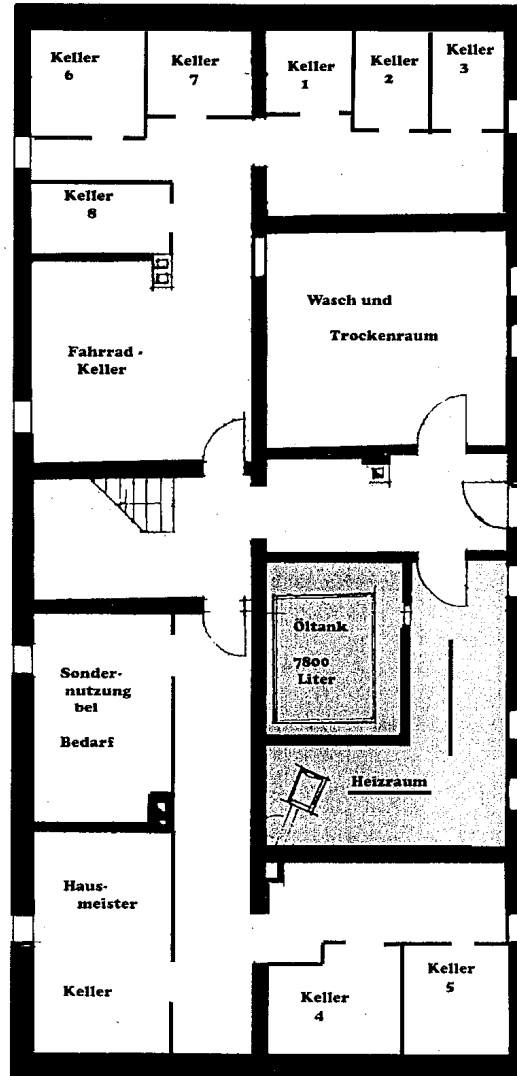 Keller
6
Keller
7
Keller
1
Keller
2
Keller
3
Keller
8
Wasch und
Trockenraum
Fahrrad -
Keller
Öltank
7800
Liter
Sonder-
nutzung
bei
Bedarf
Heizraum
Haus-
meister
Keller
Keller
4
Keller
5